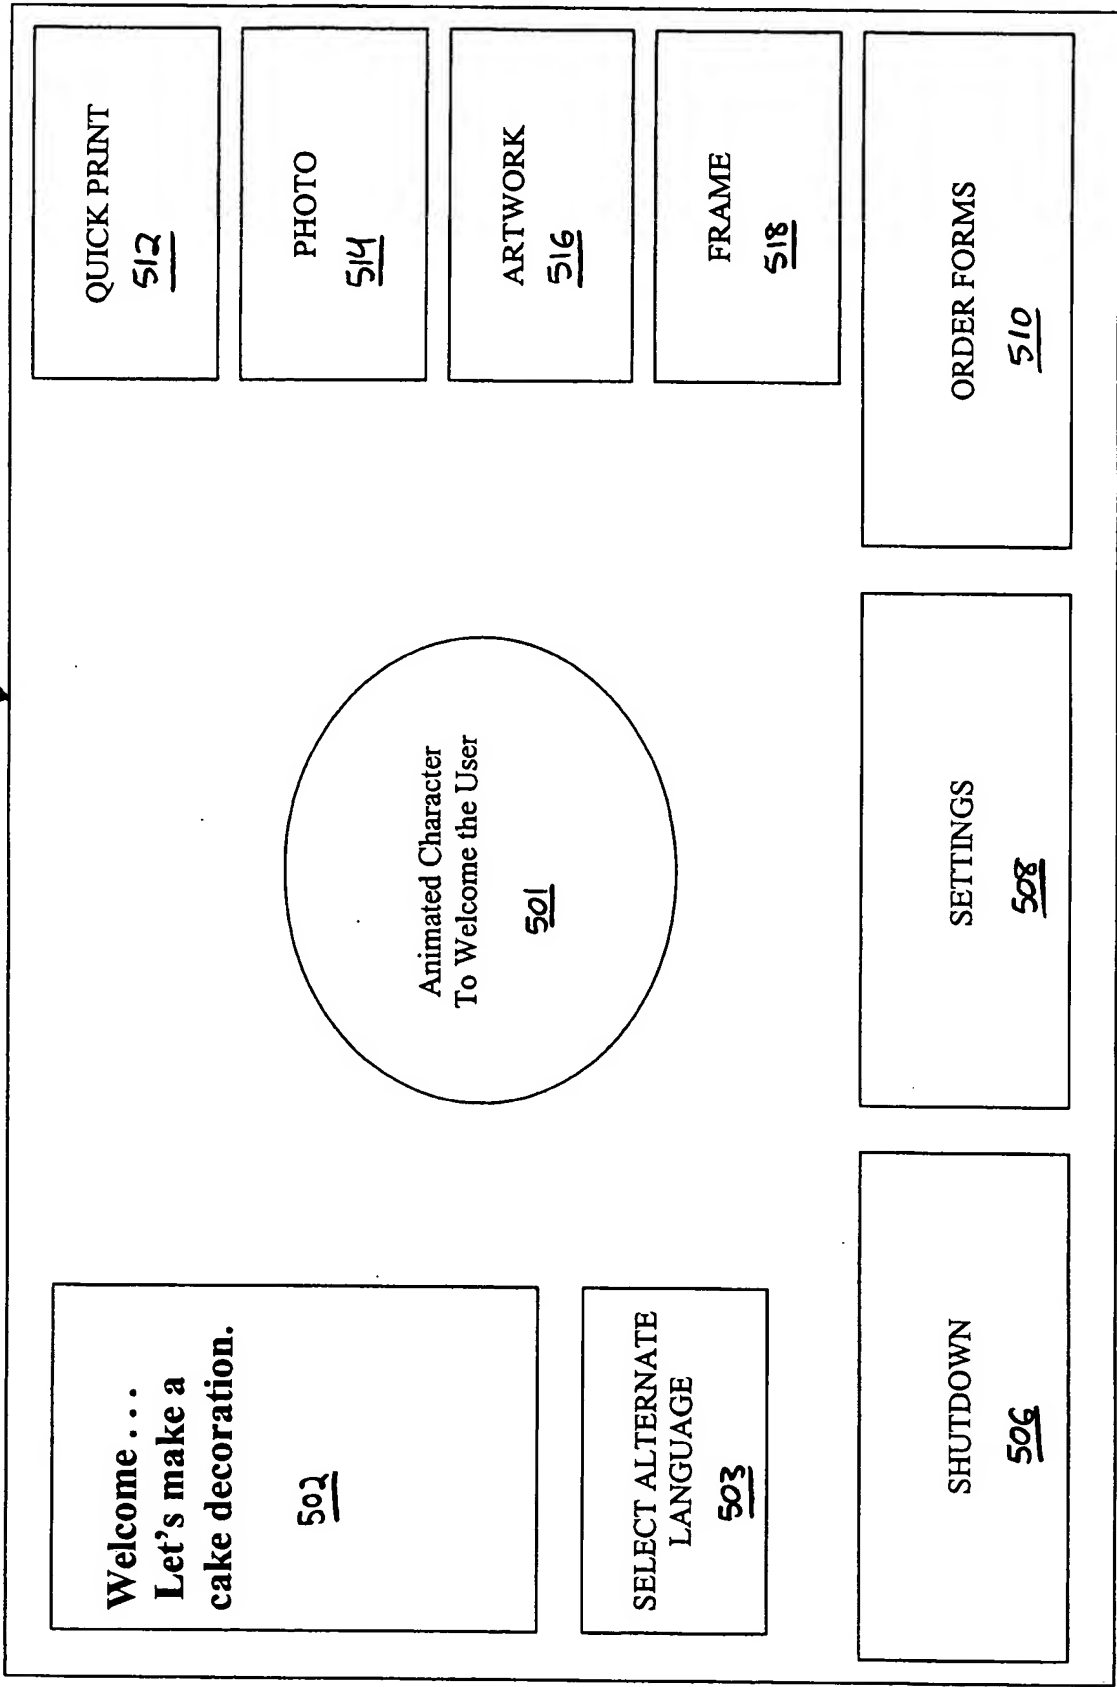 Welcome . . .
Let's make a
cake decoration.
502
SELECT ALTERNATE
LANGUAGE
503
Animated Character
To Welcome the User
501
QUICK PRINT
512
PHOTO
514
ARTWORK
516
FRAME
518
SHUTDOWN
506
SETTINGS
508
ORDER FORMS
510